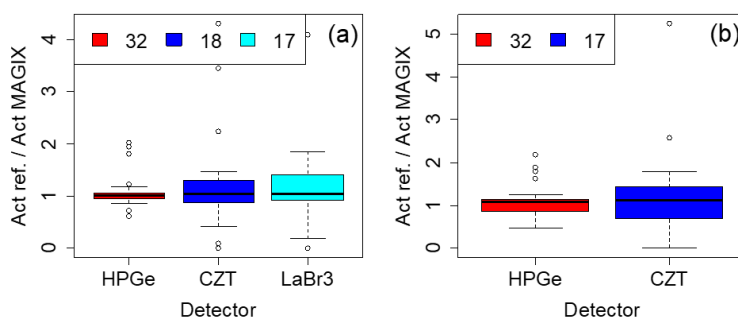 4
3
2
1
0
Act ref. / Act MAGIX
32 18 17
(a)
HPGe CZT LaBr3
Detector
5
4
3
2
1
0
Act ref. / Act MAGIX
32 17
(b)
HPGe CZT
Detector